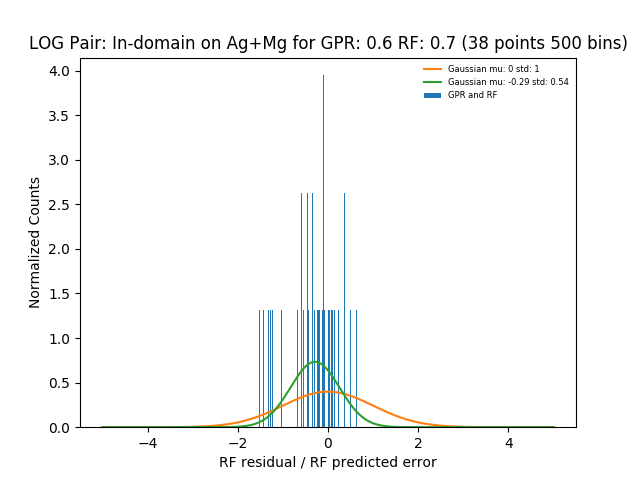 LOG Pair: In-domain on Ag+Mg for GPR: 0.6 RF: 0.7 (38 points 500 bins)
Gaussian mu: 0 std: 1
Gaussian mu: -0.29 std: 0.54
GPR and RF
Normalized Counts
4.0
3.5
3.0
2.5
2.0
1.5
1.0
0.5
0.0
−4 −2 0 2 4
RF residual / RF predicted error